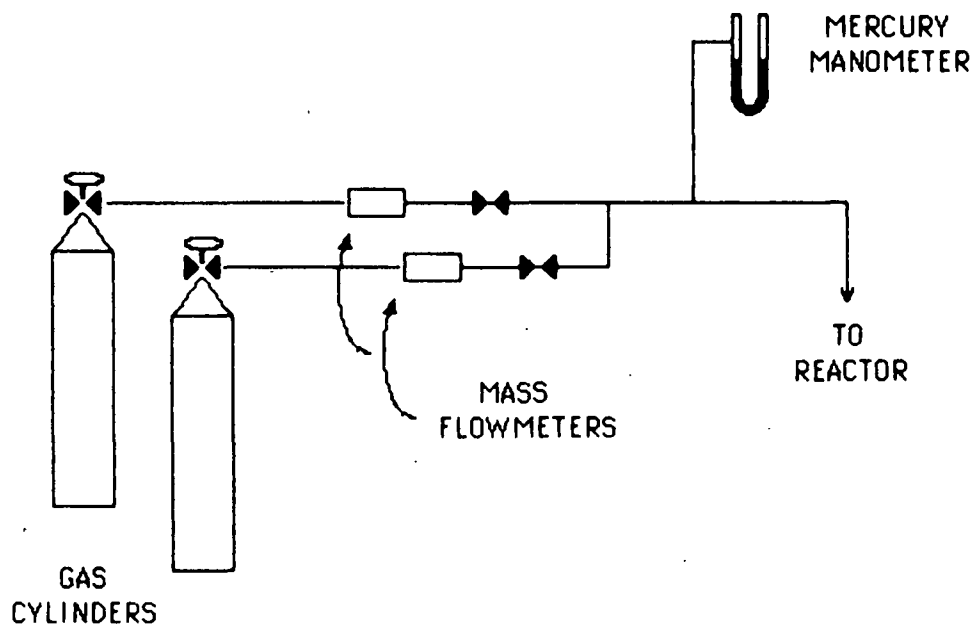 MERCURY
MANOMETER
TO
REACTOR
MASS
FLOWMETERS
GAS
CYLINDERS